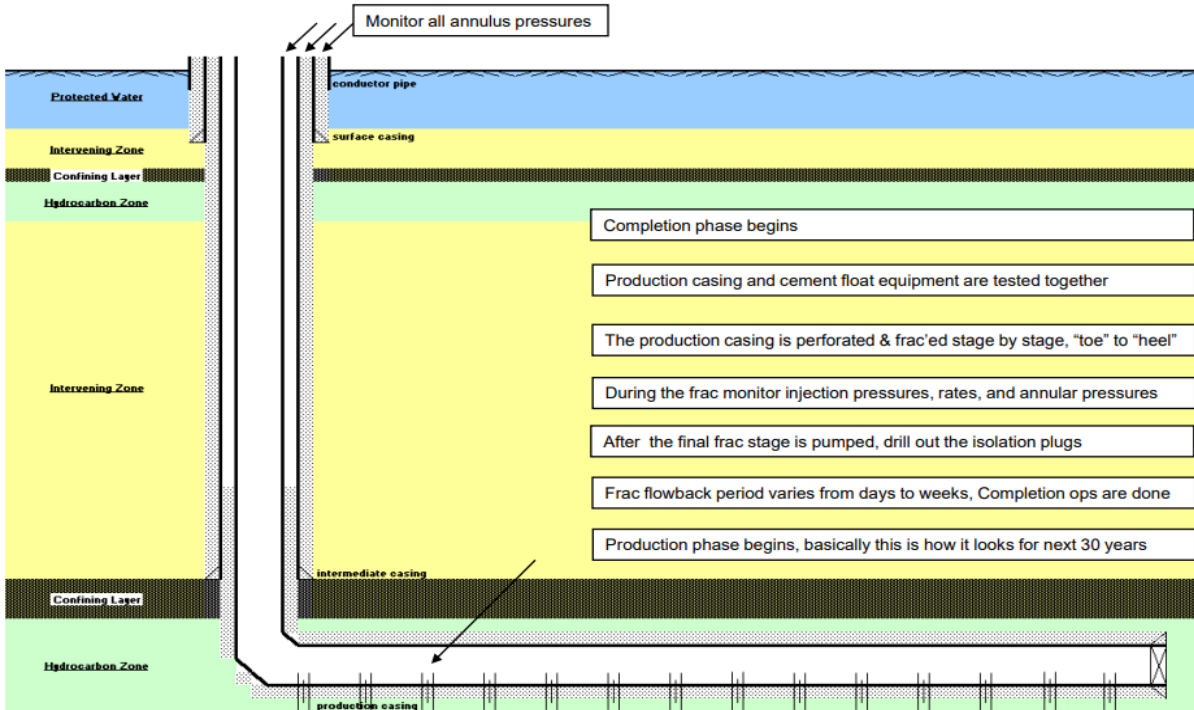 Monitor all annulus pressures
conductor pipe
Protected Water
surface casing
Intervening Zone
Confining Layer
Hydrocarbon Zone
Completion phase begins
Production casing and cement float equipment are tested together
The production casing is perforated & frac'ed stage by stage, “toe” to “heel”
Intervening Zone
During the frac monitor injection pressures, rates, and annular pressures
After the final frac stage is pumped, drill out the isolation plugs
Frac flowback period varies from days to weeks, Completion ops are done
Production phase begins, basically this is how it looks for next 30 years
intermediate casing
Confining Layer
Hydrocarbon Zone
production casing